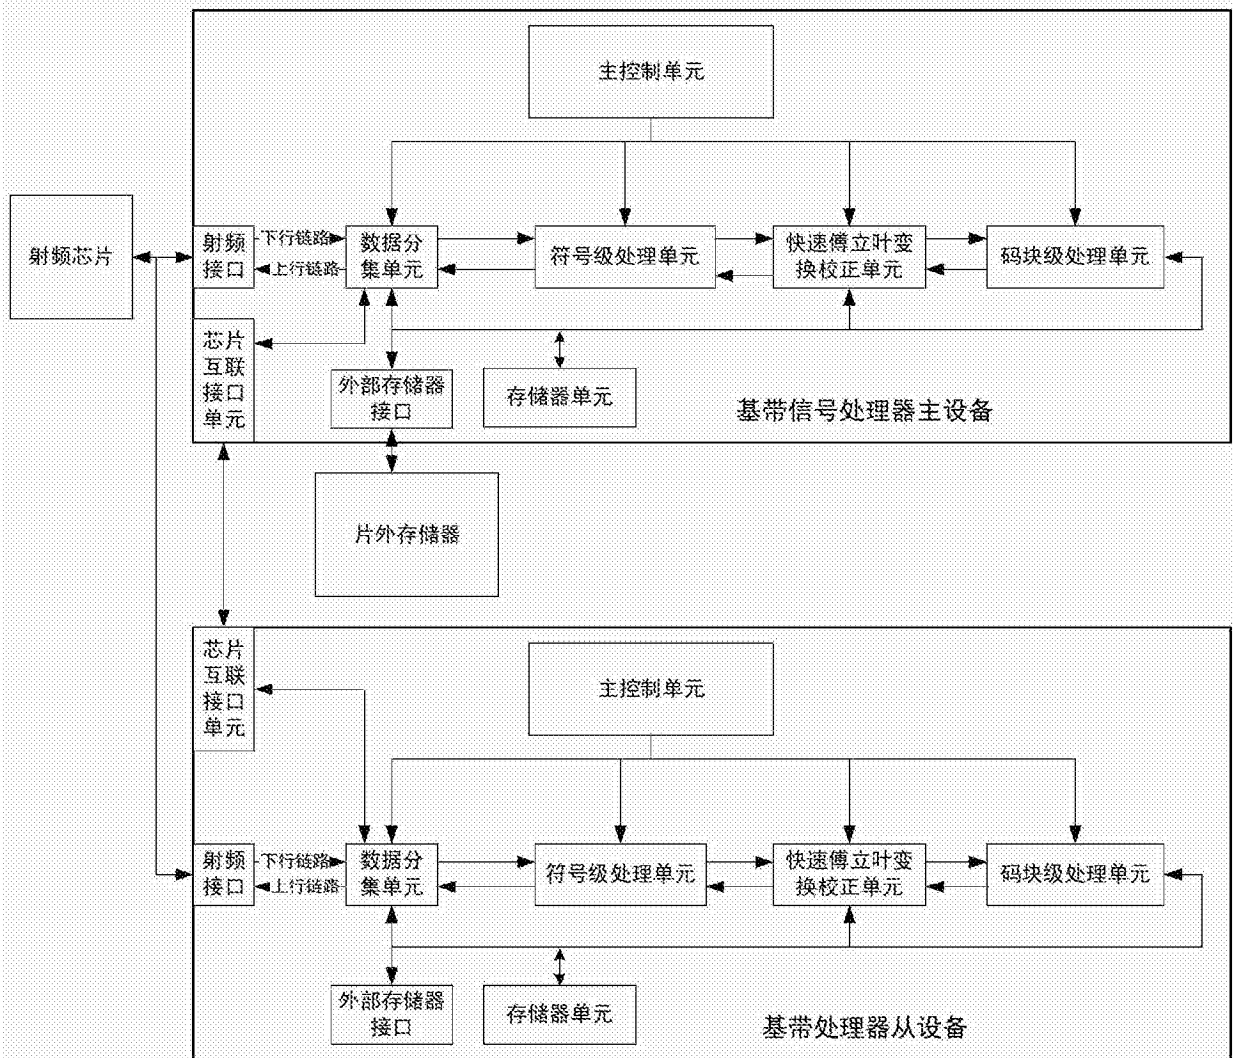 主控制单元
射频芯片
射频
接口
下行链路
上行链路
数据分
集单元
符号级处理单元
快速傅立叶变
换校正单元
码块级处理单元
芯片
互联
接口
单元
外部存储器
接口
存储器单元
基带信号处理器主设备
片外存储器
芯片
互联
接口
单元
主控制单元
射频
接口
下行链路
上行链路
数据分
集单元
符号级处理单元
快速傅立叶变
换校正单元
码块级处理单元
外部存储器
接口
存储器单元
基带处理器从设备